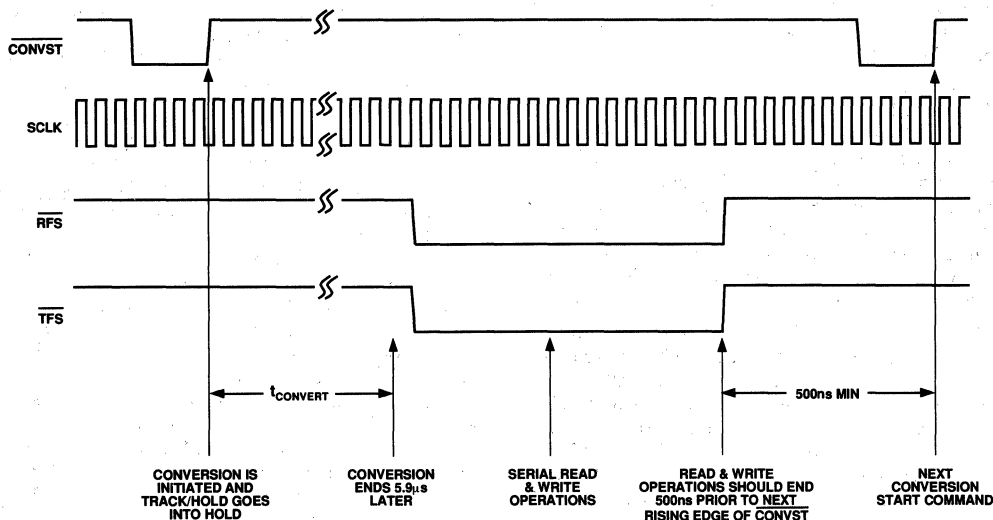 CONVST
SCLK
RFS
TFS
tCONVERT
500ns MIN
CONVERSION IS
INITIATED AND
TRACK/HOLD GOES
INTO HOLD
CONVERSION
ENDS 5.9µs
LATER
SERIAL READ
& WRITE
OPERATIONS
READ & WRITE
OPERATIONS SHOULD END
500ns PRIOR TO NEXT
RISING EDGE OF CONVST
NEXT
CONVERSION
START COMMAND